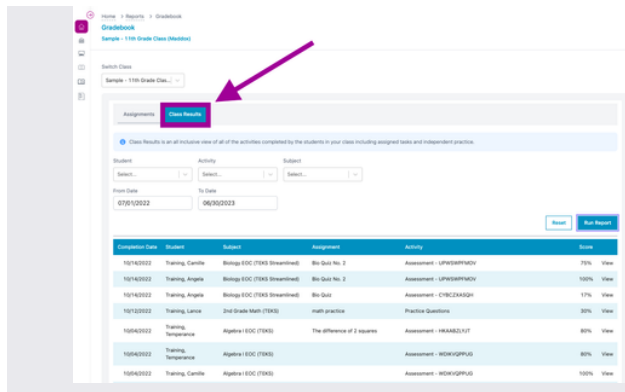 Home > Reports > Gradebook
Gradebook
Sample - 11th Grade Class (Maddox)
Switch Class
Sample - 11th Grade Clas...
Assignments Class Results
Class Results is an all inclusive view of all of the activities completed by the students in your class including assigned tasks and independent practice.
Student Activity Subject
Select... Select... Select...
From Date To Date
07/01/2022 06/30/2023
Reset Run Report
Completion Date Student Subject Assignment Activity Score
10/14/2022 Training, Camille Biology EOC (TEKS Streamlined) Bio Quiz No. 2 Assessment - UPWSWPFMOV 75% View
10/14/2022 Training, Angela Biology EOC (TEKS Streamlined) Bio Quiz No. 2 Assessment - UPWSWPFMOV 100% View
10/14/2022 Training, Angela Biology EOC (TEKS Streamlined) Bio Quiz Assessment - CYBCZXASQH 17% View
10/12/2022 Training, Lance 2nd Grade Math (TEKS) math practice Practice Questions 30% View
10/04/2022 Training, Temperance Algebra I EOC (TEKS) The difference of 2 squares Assessment - HKAABZLYJT 80% View
10/04/2022 Training, Temperance Algebra I EOC (TEKS) Assessment - WDIKVQPPUG 80% View
10/04/2022 Training, Camille Algebra I EOC (TEKS) Assessment - WDIKVQPPUG 100% View